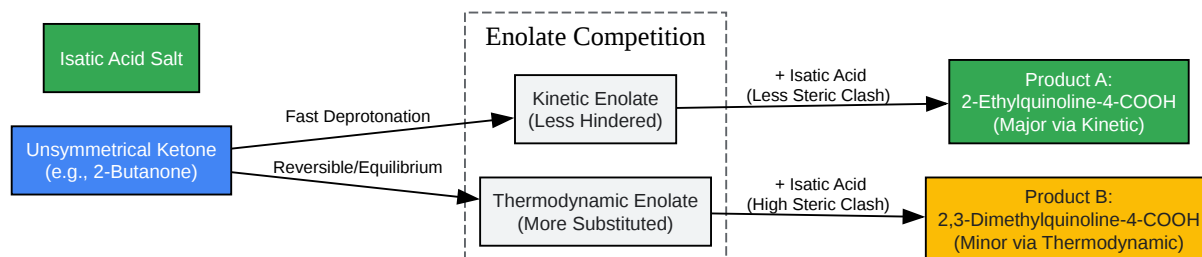 Isatic Acid Salt
Unsymmetrical Ketone
(e.g., 2-Butanone)
Fast Deprotonation
Reversible/Equilibrium
Enolate Competition
Kinetic Enolate
(Less Hindered)
Thermodynamic Enolate
(More Substituted)
+ Isatic Acid
(Less Steric Clash)
+ Isatic Acid
(High Steric Clash)
Product A:
2-Ethylquinoline-4-COOH
(Major via Kinetic)
Product B:
2,3-Dimethylquinoline-4-COOH
(Minor via Thermodynamic)